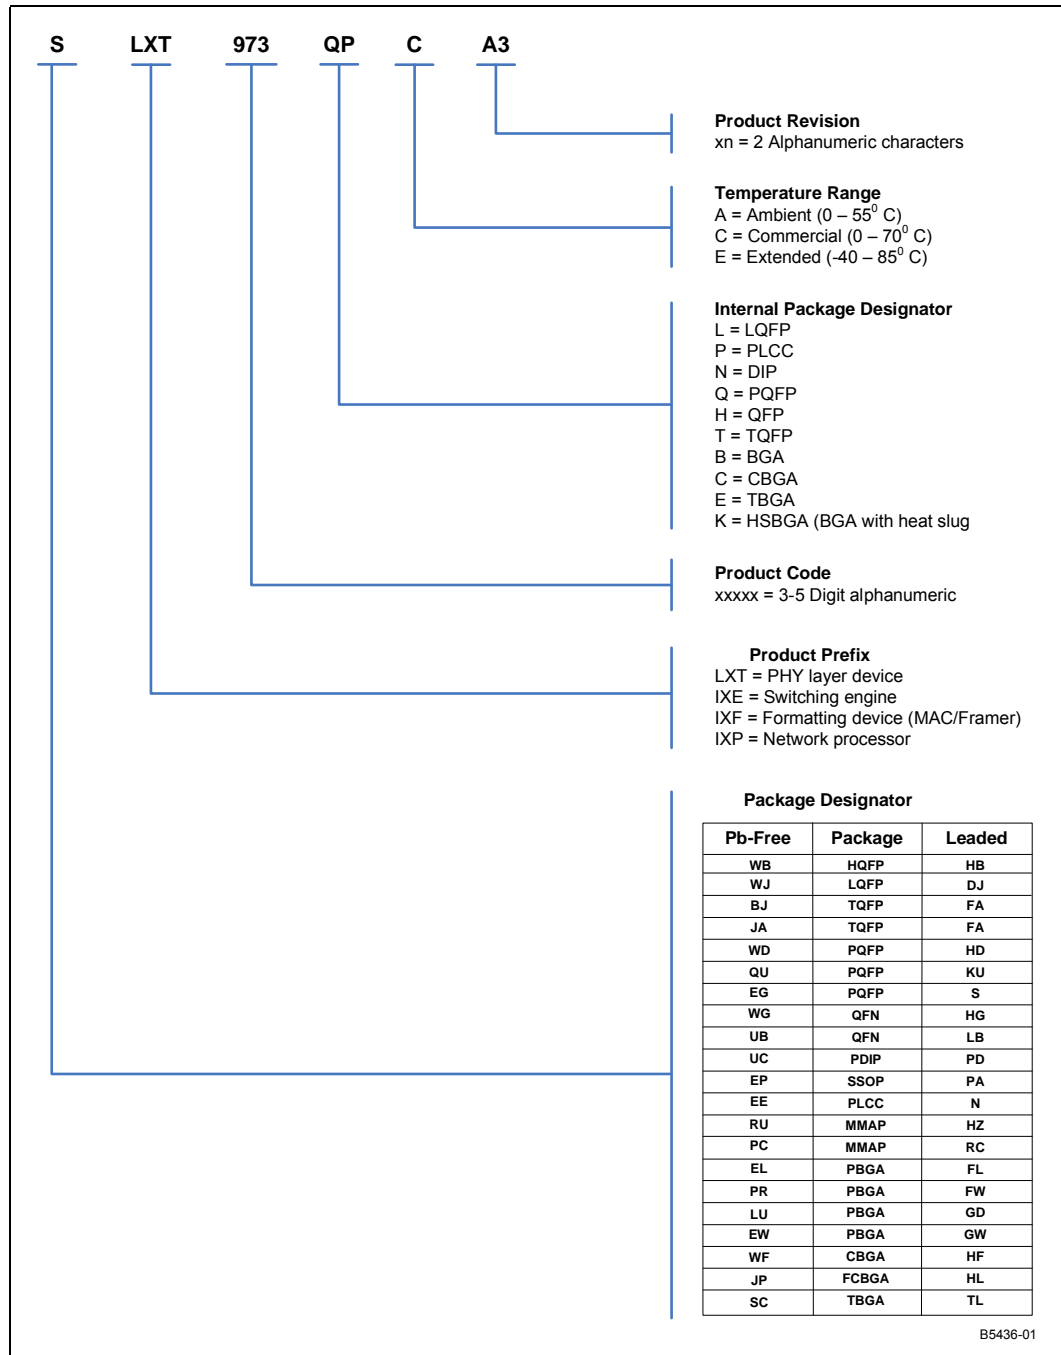 S LXT 973 QP C A3
Product Revision
xn = 2 Alphanumeric characters
Temperature Range
A = Ambient (0 – 55⁰ C)
C = Commercial (0 – 70⁰ C)
E = Extended (-40 – 85⁰ C)
Internal Package Designator
L = LQFP
P = PLCC
N = DIP
Q = PQFP
H = QFP
T = TQFP
B = BGA
C = CBGA
E = TBGA
K = HSBGA (BGA with heat slug
Product Code
xxxxx = 3-5 Digit alphanumeric
Product Prefix
LXT = PHY layer device
IXE = Switching engine
IXF = Formatting device (MAC/Framer)
IXP = Network processor
Package Designator
Pb-Free Package Leaded
WB HQFP HB
WJ LQFP DJ
BJ TQFP FA
JA TQFP FA
WD PQFP HD
QU PQFP KU
EG PQFP S
WG QFN HG
UB QFN LB
UC PDIP PD
EP SSOP PA
EE PLCC N
RU MMAP HZ
PC MMAP RC
EL PBGA FL
PR PBGA FW
LU PBGA GD
EW PBGA GW
WF CBGA HF
JP FCBGA HL
SC TBGA TL
B5436-01